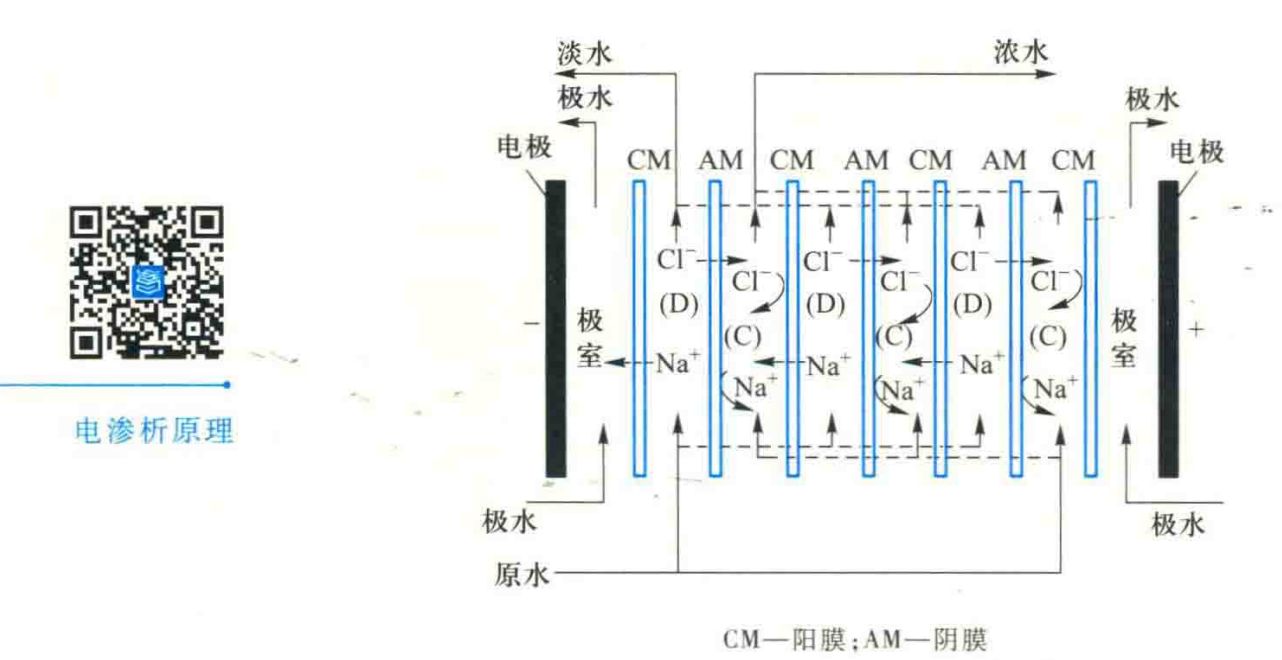 淡水
浓水
极水
极水
电极
CM AM CM AM CM AM CM
电极
Cl⁻ Cl⁻ Cl⁻
Cl⁻ Cl⁻ Cl⁻
(D) (D) (D)
− 极室 (C) (C) (C) 极室 +
Na⁺ Na⁺ Na⁺
Na⁺ Na⁺ Na⁺
电渗析原理
极水
极水
原水
CM—阳膜;AM—阴膜